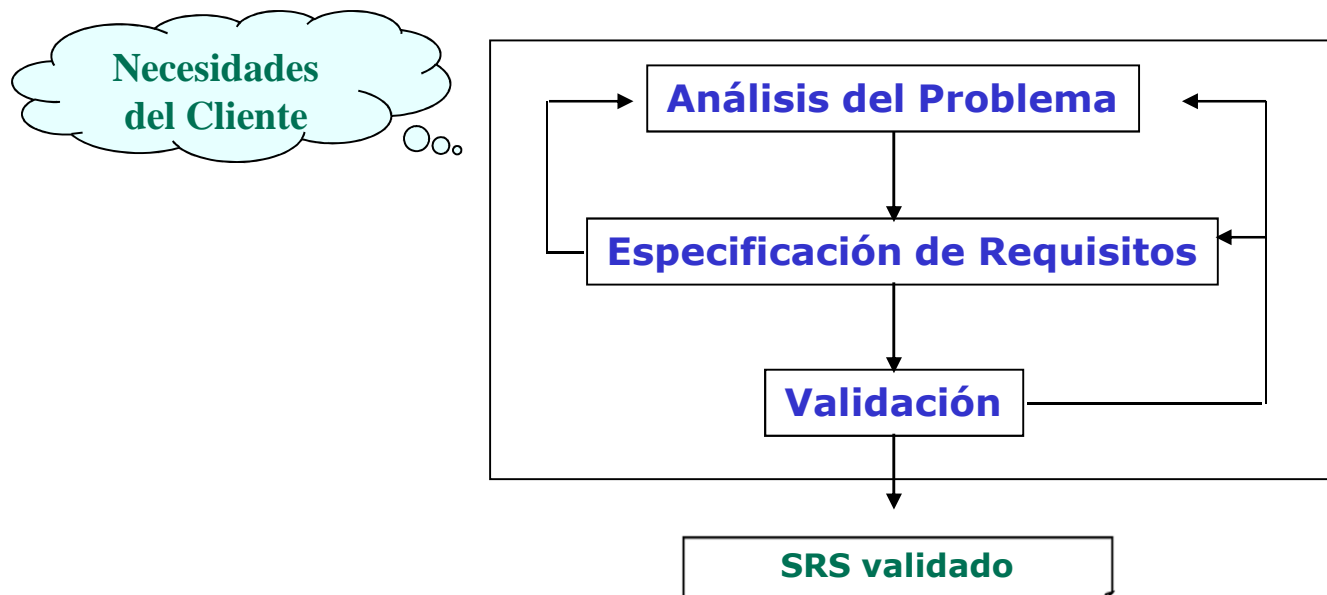 Necesidades
del Cliente
Análisis del Problema
Especificación de Requisitos
Validación
SRS validado